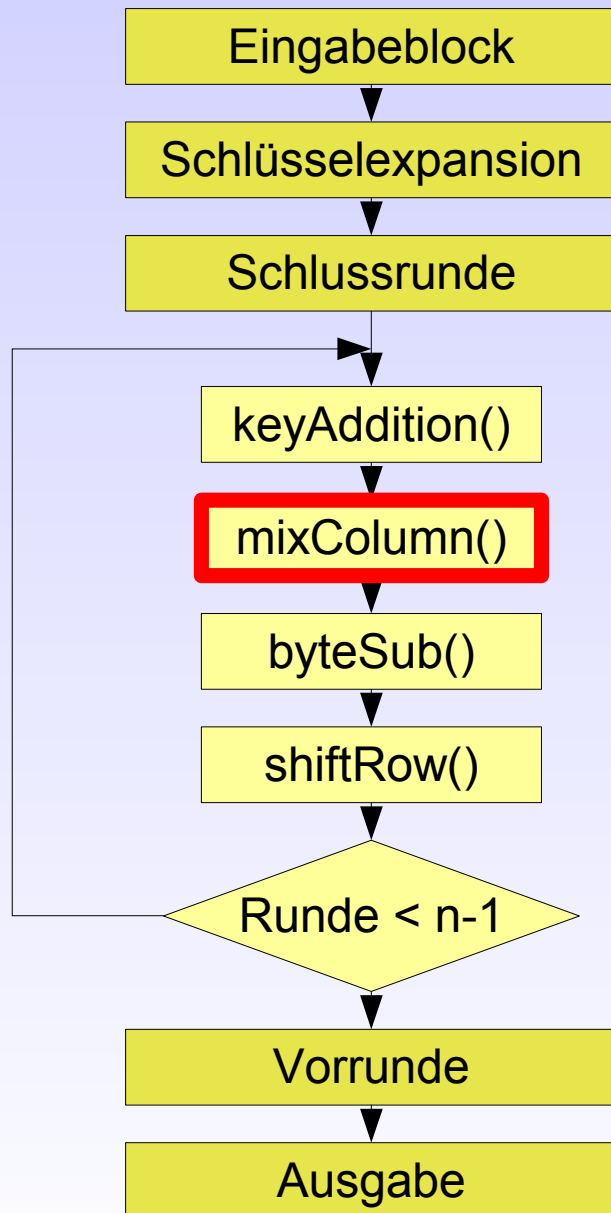 Eingabeblock
Schlüsselexpansion
Schlussrunde
keyAddition()
mixColumn()
byteSub()
shiftRow()
Runde < n-1
Vorrunde
Ausgabe